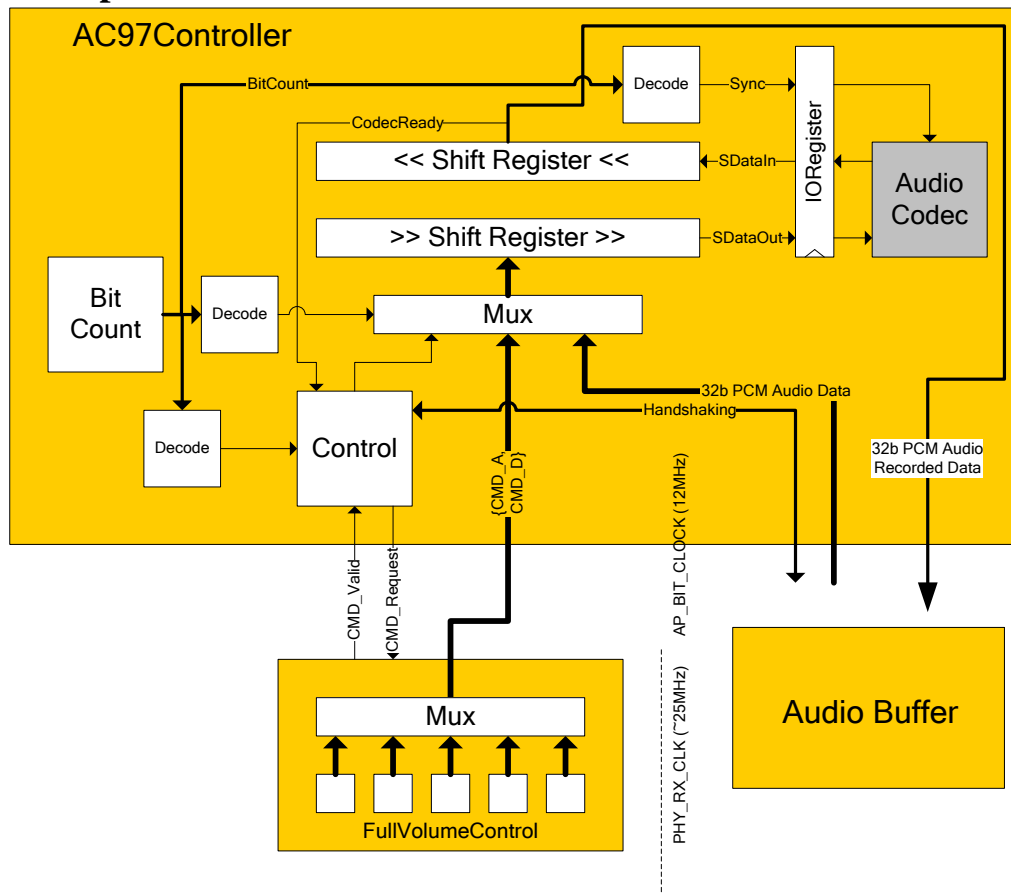 AC97Controller
BitCount
Decode
Sync
CodecReady
<< Shift Register <<
SDataIn
IORegister
Audio
Codec
>> Shift Register >>
SDataOut
Bit
Count
Decode
Mux
32b PCM Audio Data
Handshaking
Decode
Control
32b PCM Audio
Recorded Data
{CMD_A,
CMD_D}
AP_BIT_CLOCK (12MHz)
CMD_Valid
CMD_Request
PHY_RX_CLK (~25MHz)
Mux
FullVolumeControl
Audio Buffer